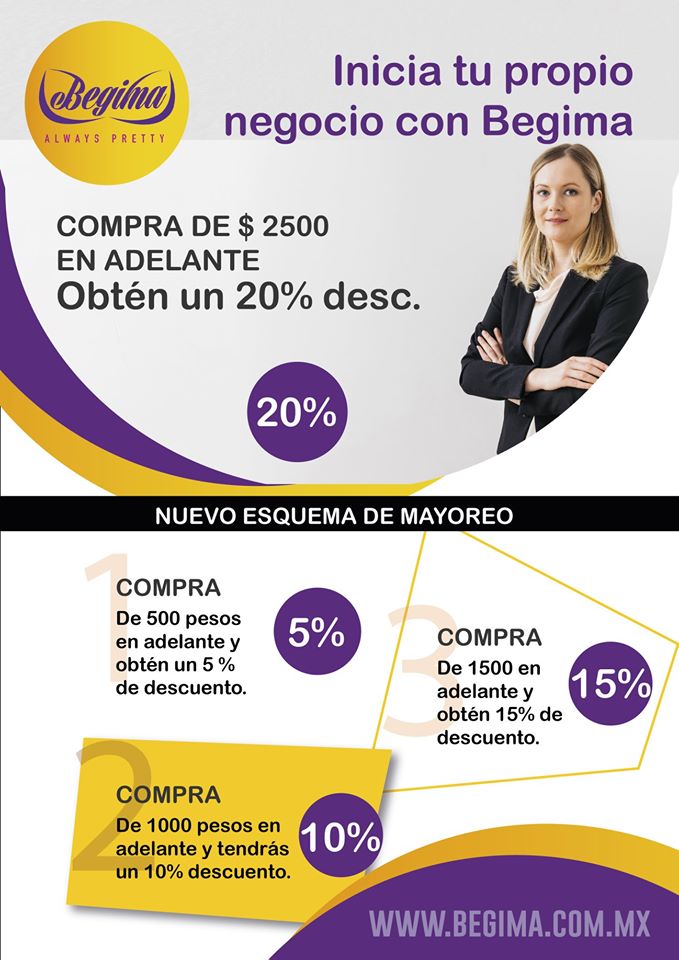 Begima
ALWAYS PRETTY
Inicia tu propio
negocio con Begima
COMPRA DE $ 2500
EN ADELANTE
Obtén un 20% desc.
20%
NUEVO ESQUEMA DE MAYOREO
1
COMPRA
De 500 pesos
en adelante y
obtén un 5 %
de descuento.
5%
2
COMPRA
De 1000 pesos en
adelante y tendrás
un 10% descuento.
10%
3
COMPRA
De 1500 en
adelante y
obtén 15% de
descuento.
15%
WWW.BEGIMA.COM.MX